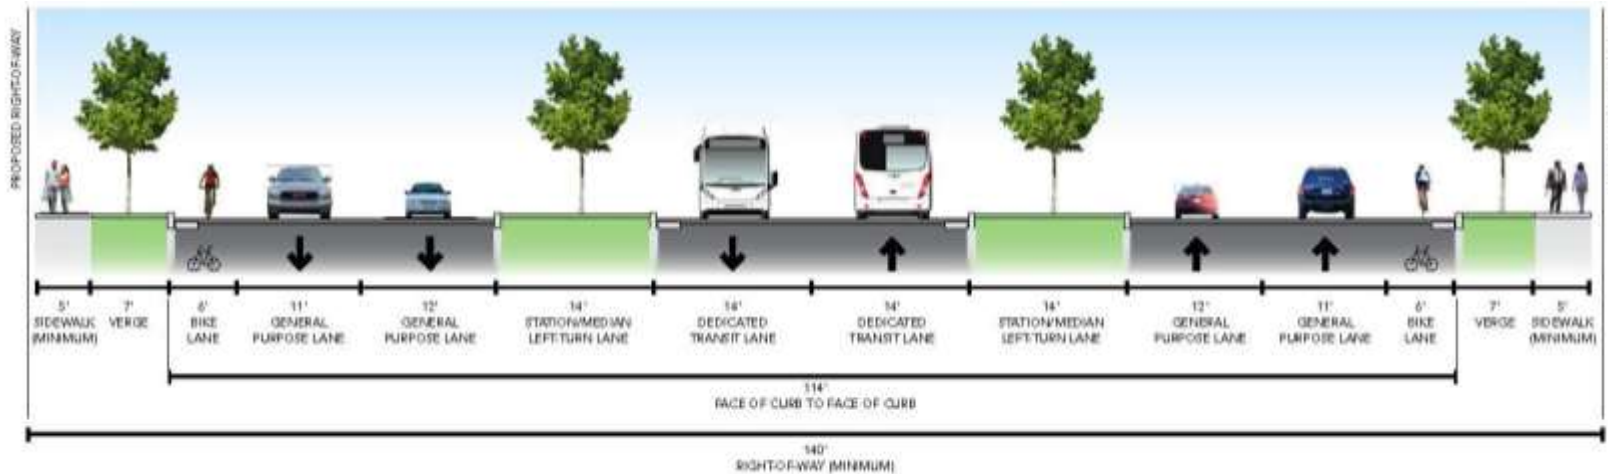 PROPOSED RIGHT-OF-WAY
5'
SIDEWALK
(MINIMUM)
7'
VERGE
6'
BIKE
LANE
11'
GENERAL
PURPOSE LANE
12'
GENERAL
PURPOSE LANE
14'
STATION/MEDIAN
LEFT-TURN LANE
14'
DEDICATED
TRANSIT LANE
14'
DEDICATED
TRANSIT LANE
14'
STATION/MEDIAN
LEFT-TURN LANE
12'
GENERAL
PURPOSE LANE
11'
GENERAL
PURPOSE LANE
6'
BIKE
LANE
7'
VERGE
5'
SIDEWALK
(MINIMUM)
114'
FACE OF CURB TO FACE OF CURB
140'
RIGHT-OF-WAY (MINIMUM)